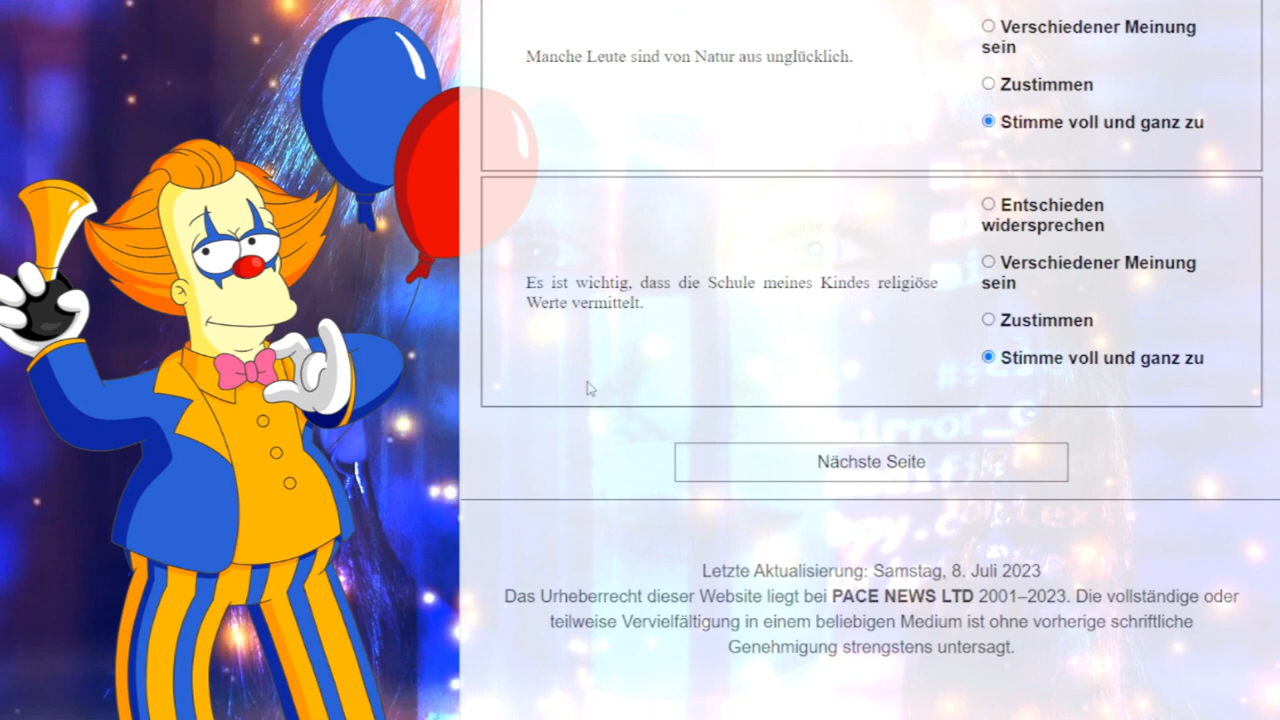 Manche Leute sind von Natur aus unglücklich.
Verschiedener Meinung
sein
Zustimmen
Stimme voll und ganz zu
Es ist wichtig, dass die Schule meines Kindes religiöse
Werte vermittelt.
Entschieden
widersprechen
Verschiedener Meinung
sein
Zustimmen
Stimme voll und ganz zu
Nächste Seite
Letzte Aktualisierung: Samstag, 8. Juli 2023
Das Urheberrecht dieser Website liegt bei PACE NEWS LTD 2001–2023. Die vollständige oder
teilweise Vervielfältigung in einem beliebigen Medium ist ohne vorherige schriftliche
Genehmigung strengstens untersagt.